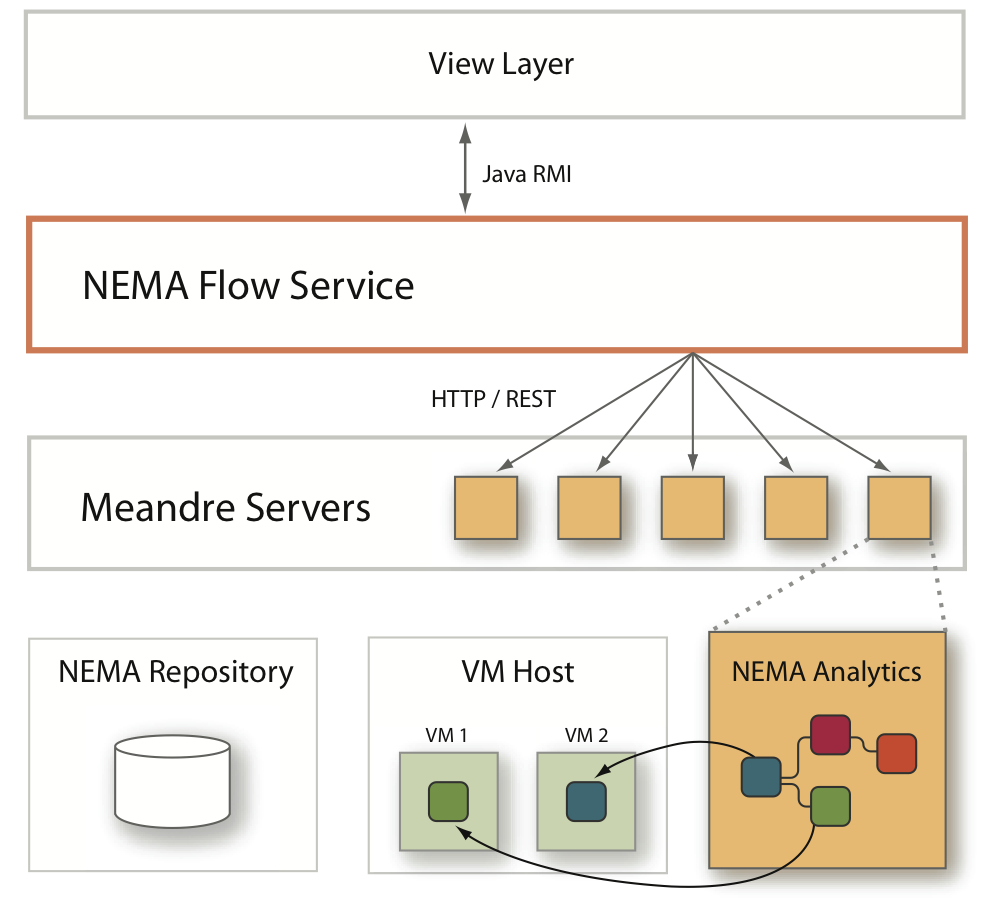 View Layer
Java RMI
NEMA Flow Service
HTTP / REST
Meandre Servers
NEMA Repository
VM Host
VM 1
VM 2
NEMA Analytics